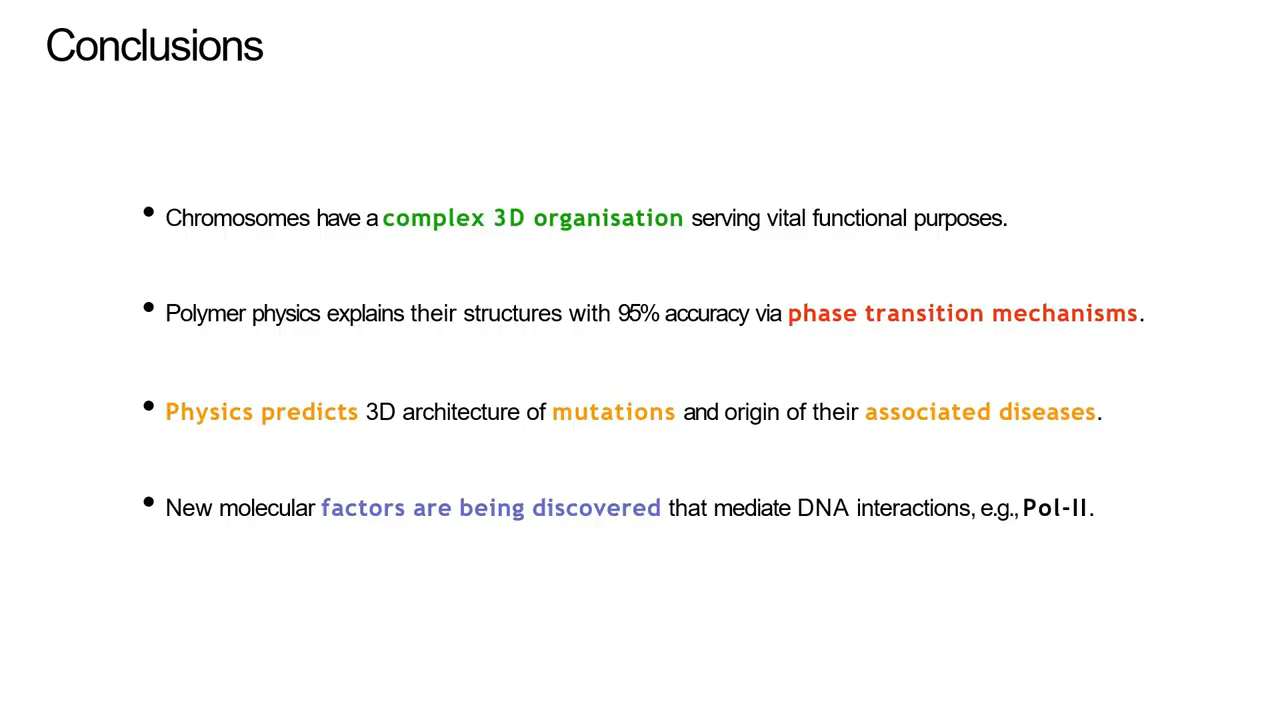 Conclusions
• Chromosomes have a complex 3D organisation serving vital functional purposes.
• Polymer physics explains their structures with 95% accuracy via phase transition mechanisms.
• Physics predicts 3D architecture of mutations and origin of their associated diseases.
• New molecular factors are being discovered that mediate DNA interactions, e.g., Pol-II.